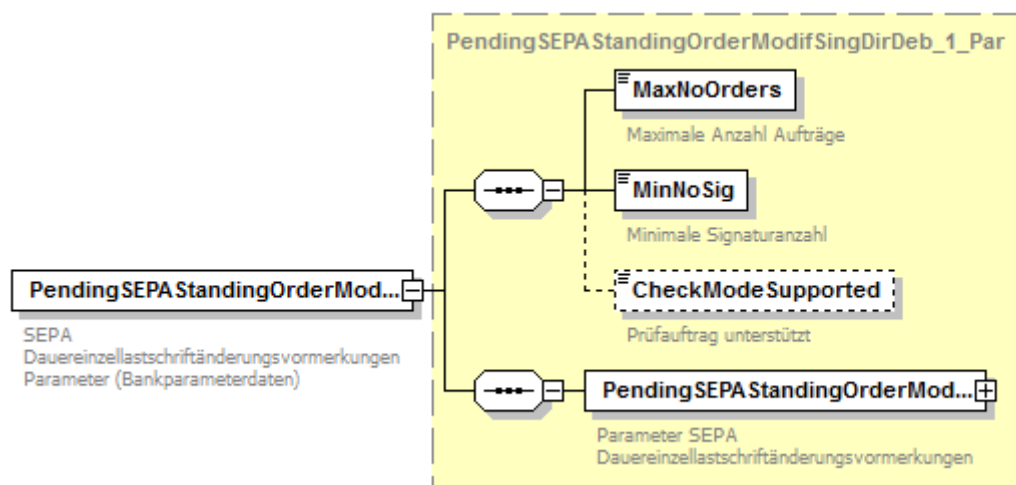 PendingSEPAStandingOrderModifSingDirDeb_1_Par
MaxNoOrders
Maximale Anzahl Aufträge
MinNoSig
Minimale Signaturanzahl
CheckModeSupported
Prüfauftrag unterstützt
PendingSEPAStandingOrderMod...
SEPA
Dauereinzellastschriftänderungsvormerkungen
Parameter (Bankparameterdaten)
PendingSEPAStandingOrderMod...
Parameter SEPA
Dauereinzellastschriftänderungsvormerkungen